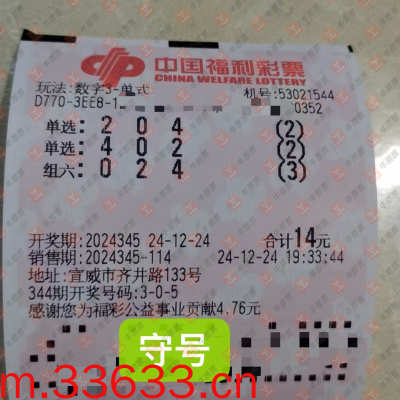 中国福利彩票
CHINA WELFARE LOTTERY
玩法:数字3-单式 机号:53021544
D770-3EE8-1 0352
单选:2 0 4 (2)
单选:4 0 2 (2)
组六:0 2 4 (3)
开奖期:2024345 24-12-24 合计14元
销售期:2024345-114 24-12-24 19:33:44
地址:宣威市齐井路133号
344期开奖号码:3-0-5
感谢您为福彩公益事业贡献4.76元
守号
m.33633.cn